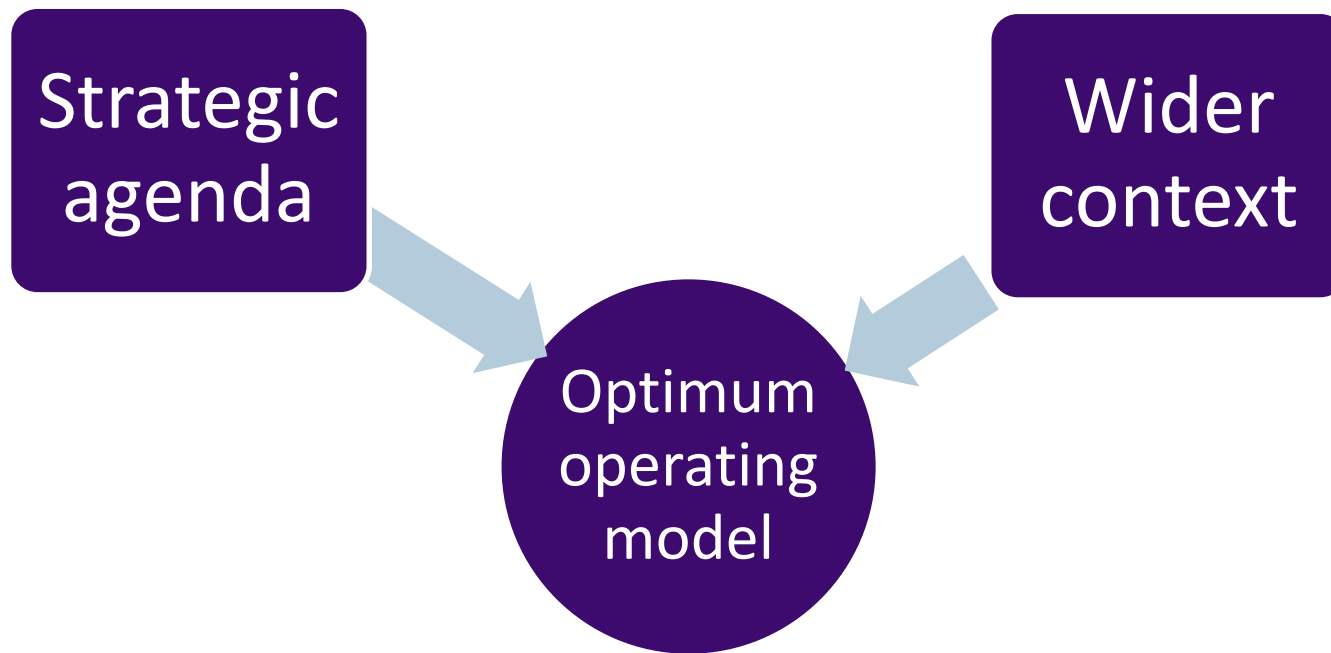 Strategic
agenda
Wider
context
Optimum
operating
model